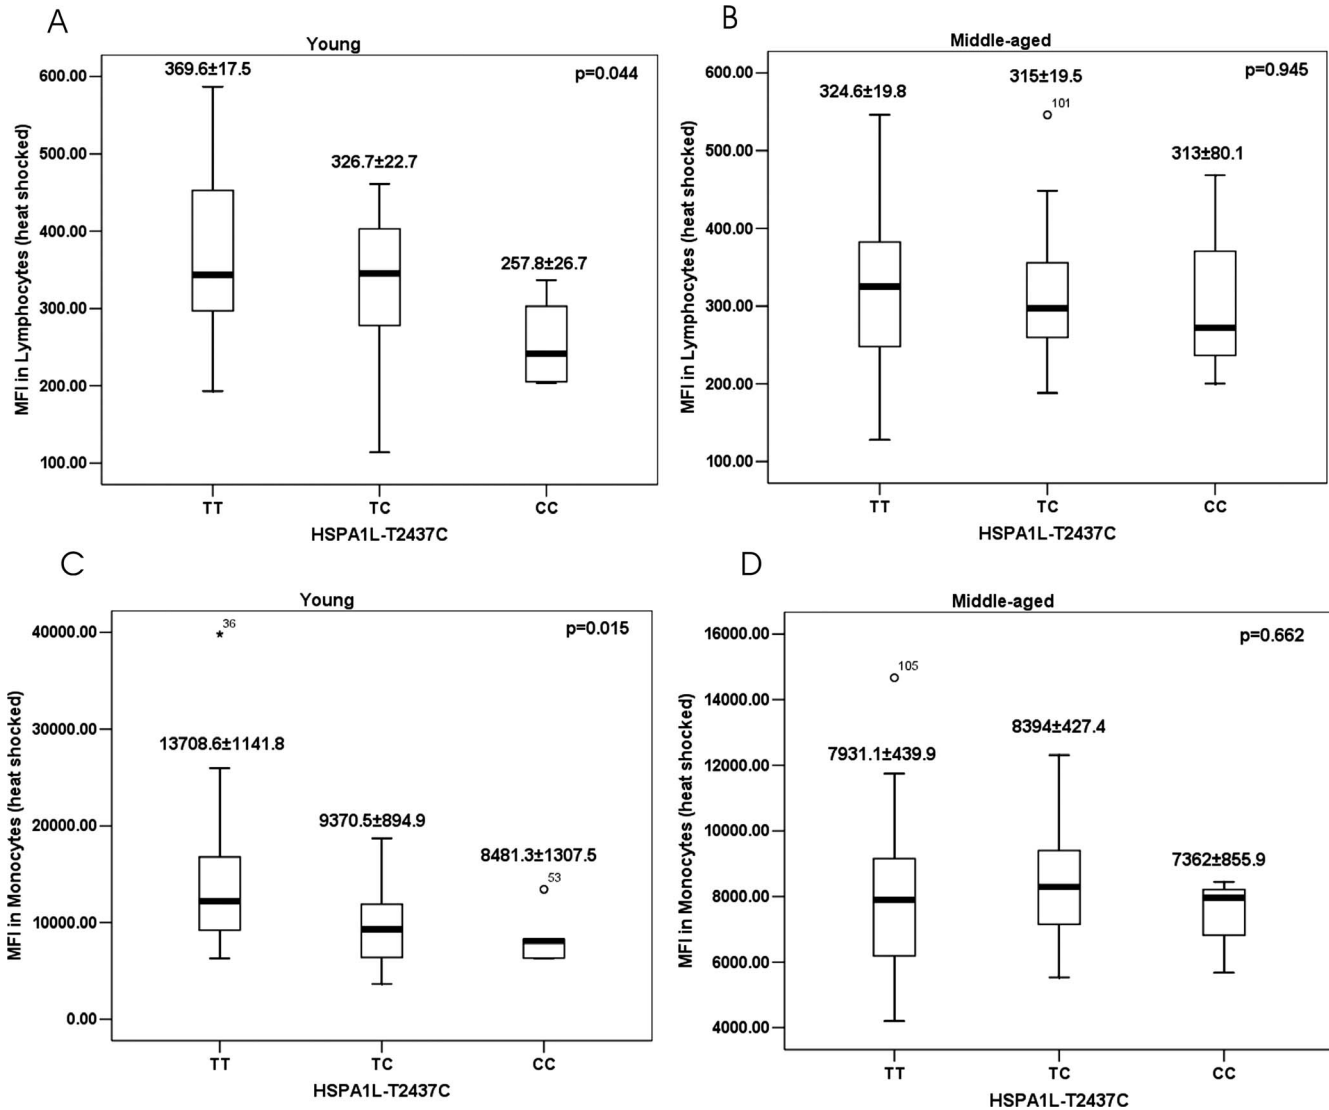 A
Young
369.6±17.5
p=0.044
600.00
500.00
326.7±22.7
400.00
257.8±26.7
300.00
200.00
100.00
MFI in Lymphocytes (heat shocked)
TT
TC
CC
HSPA1L-T2437C
B
Middle-aged
p=0.945
600.00
324.6±19.8
315±19.5
101
500.00
313±80.1
400.00
300.00
200.00
100.00
MFI in Lymphocytes (heat shocked)
TT
TC
CC
HSPA1L-T2437C
C
Young
40000.00
* 36
p=0.015
30000.00
13708.6±1141.8
20000.00
9370.5±894.9
8481.3±1307.5
53
10000.00
0.00
MFI in Monocytes (heat shocked)
TT
TC
CC
HSPA1L-T2437C
D
Middle-aged
16000.00
p=0.662
105
14000.00
8394±427.4
7931.1±439.9
12000.00
10000.00
7362±855.9
8000.00
6000.00
4000.00
MFI in Monocytes (heat shocked)
TT
TC
CC
HSPA1L-T2437C